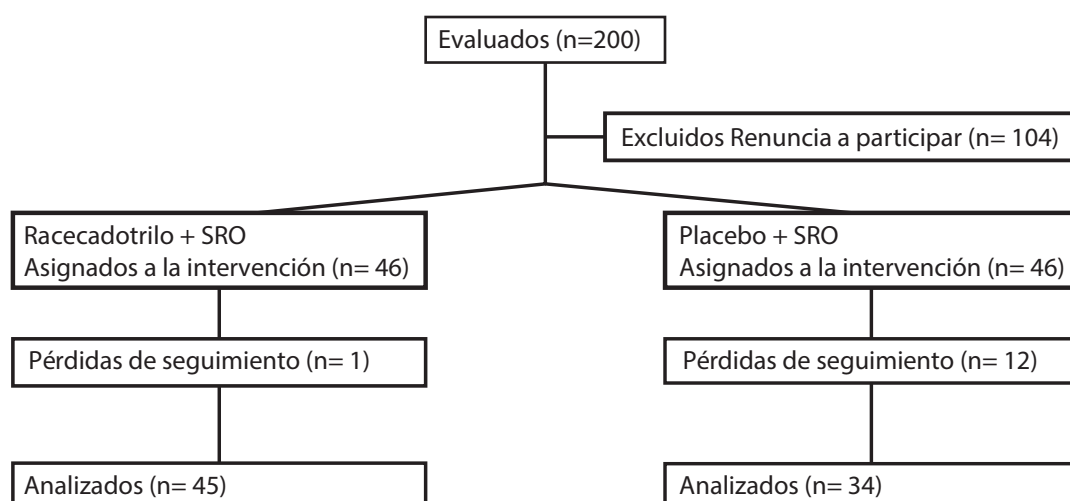 Evaluados (n=200)
Excluidos Renuncia a participar (n= 104)
Racecadotrilo + SRO
Asignados a la intervención (n= 46)
Placebo + SRO
Asignados a la intervención (n= 46)
Pérdidas de seguimiento (n= 1)
Pérdidas de seguimiento (n= 12)
Analizados (n= 45)
Analizados (n= 34)